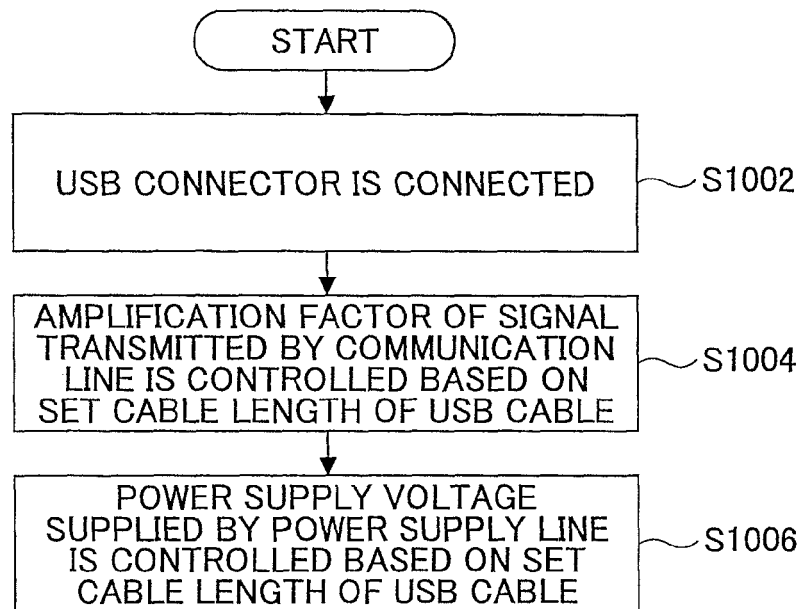 START
USB CONNECTOR IS CONNECTED
S1002
AMPLIFICATION FACTOR OF SIGNAL
TRANSMITTED BY COMMUNICATION
LINE IS CONTROLLED BASED ON
SET CABLE LENGTH OF USB CABLE
S1004
POWER SUPPLY VOLTAGE
SUPPLIED BY POWER SUPPLY LINE
IS CONTROLLED BASED ON SET
CABLE LENGTH OF USB CABLE
S1006